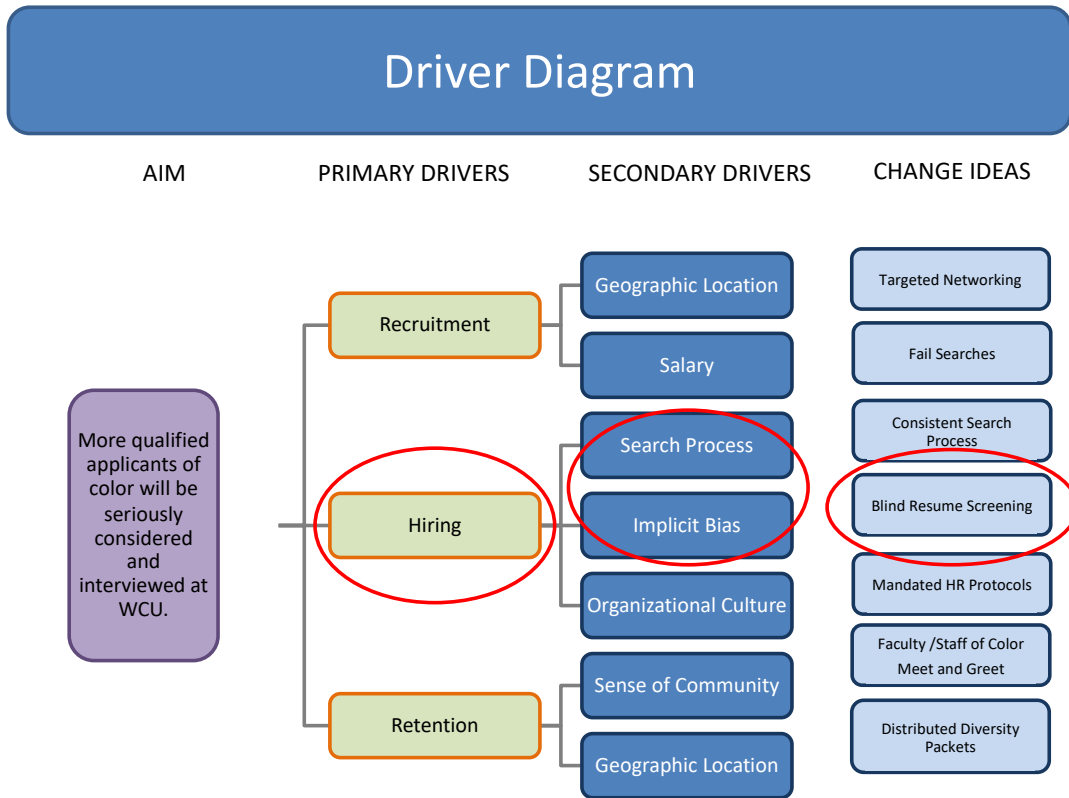 Driver Diagram
AIM
PRIMARY DRIVERS
SECONDARY DRIVERS
CHANGE IDEAS
More qualified
applicants of
color will be
seriously
considered
and
interviewed at
WCU.
Recruitment
Hiring
Retention
Geographic Location
Salary
Search Process
Implicit Bias
Organizational Culture
Sense of Community
Geographic Location
Targeted Networking
Fail Searches
Consistent Search
Process
Blind Resume Screening
Mandated HR Protocols
Faculty /Staff of Color
Meet and Greet
Distributed Diversity
Packets